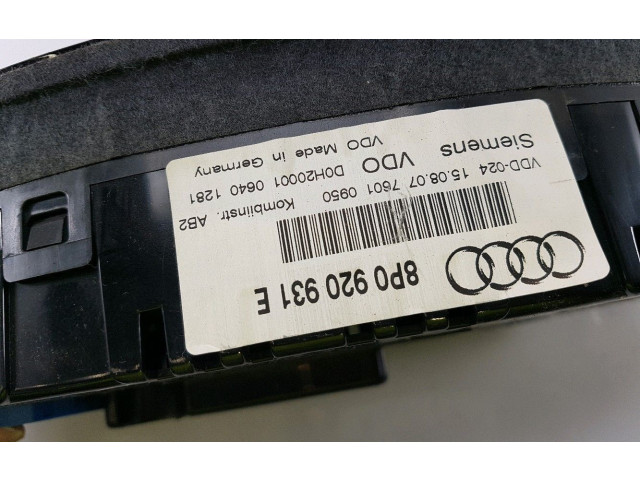 8P0 920 931 E
Kombiinstr. AB2
VDD-024 15.08.07 7601 0950
D0H20001 0640 1281
Siemens VDO
VDO Made in Germany